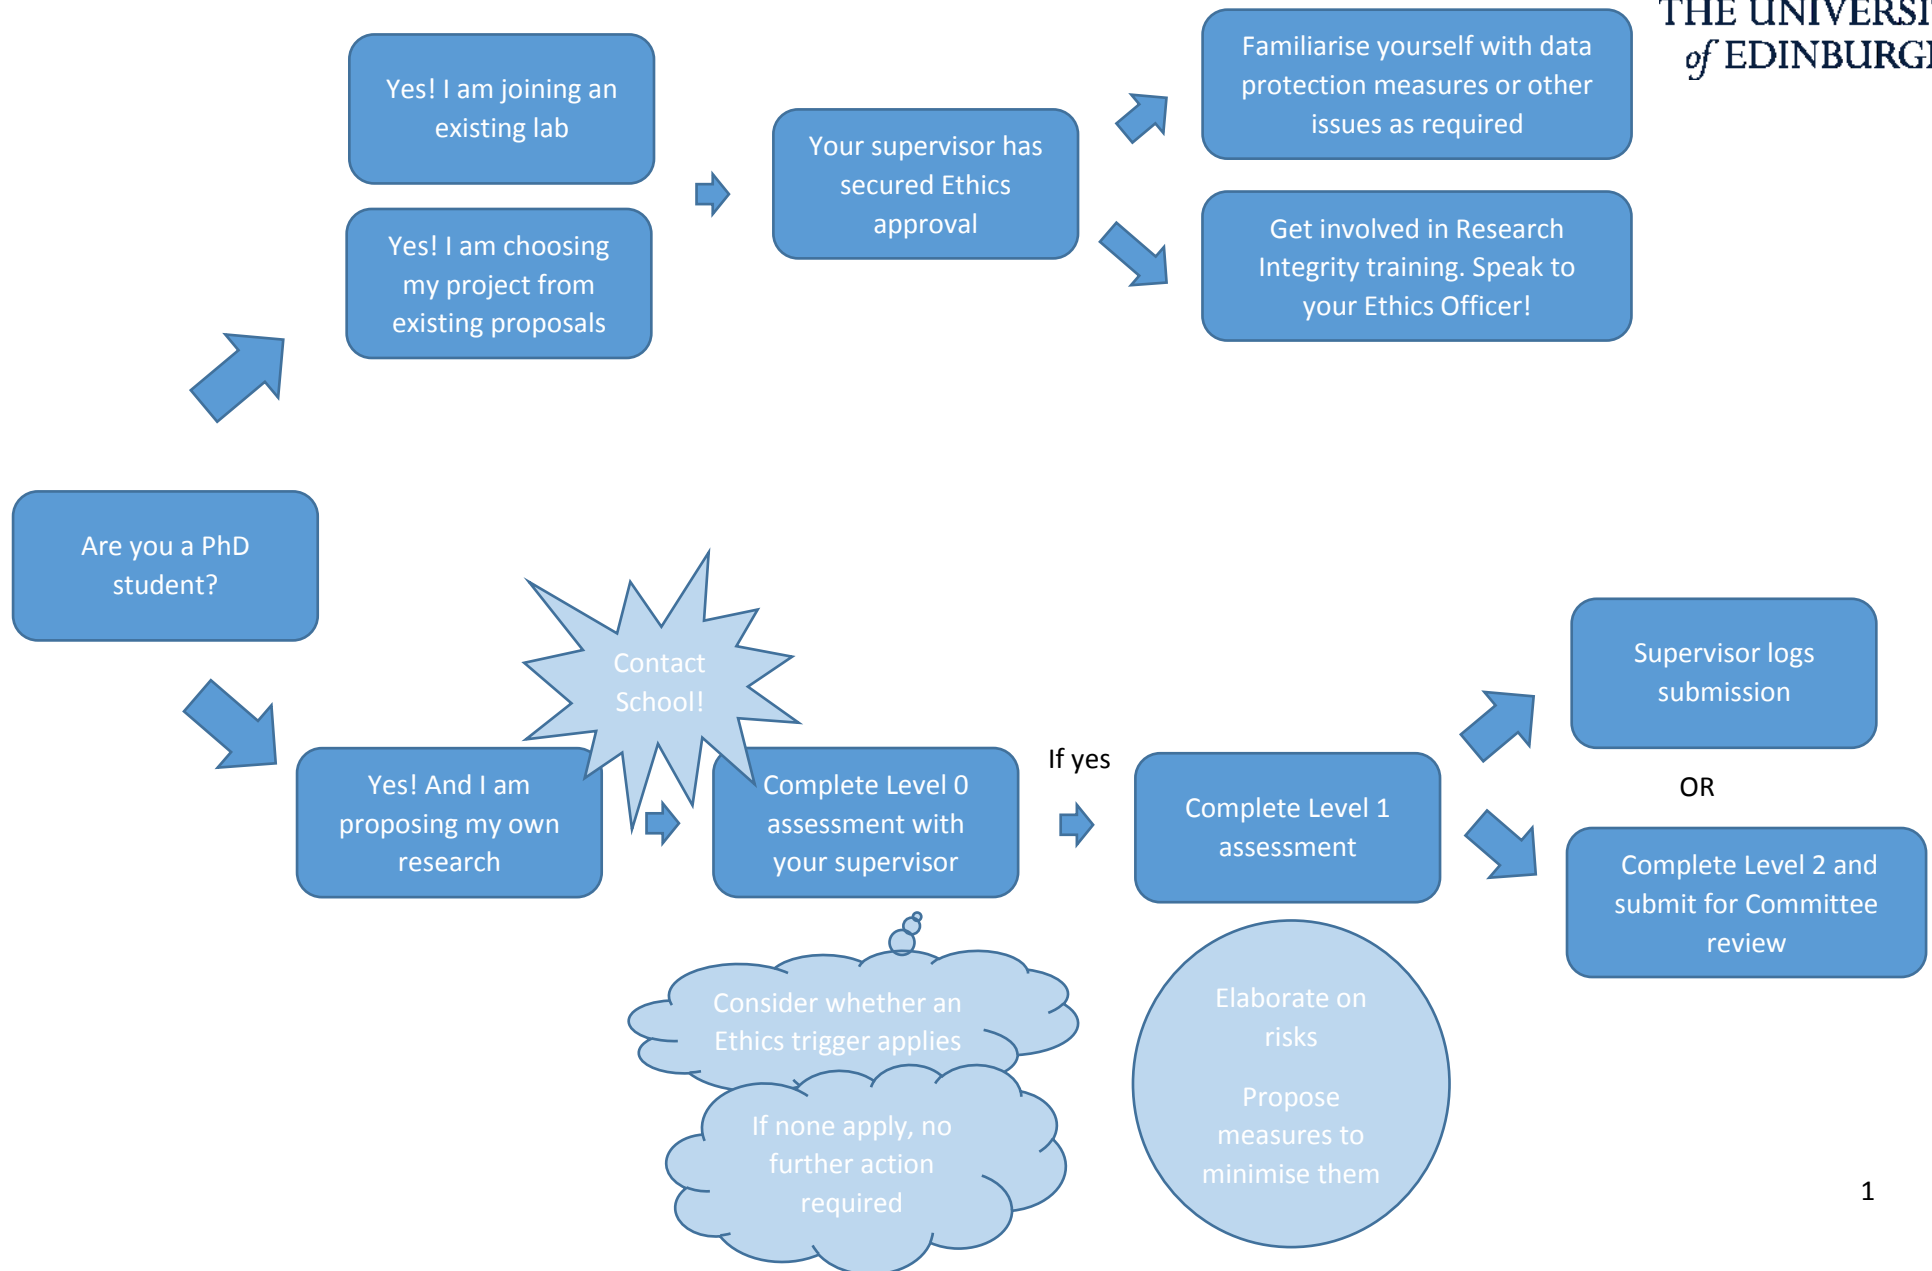 THE UNIVERSI
of EDINBURG
Yes! I am joining an
existing lab
Yes! I am choosing
my project from
existing proposals
Your supervisor has
secured Ethics
approval
Familiarise yourself with data
protection measures or other
issues as required
Get involved in Research
Integrity training. Speak to
your Ethics Officer!
Are you a PhD
student?
Yes! And I am
proposing my own
research
Contact
School!
Complete Level 0
assessment with
your supervisor
If yes
Complete Level 1
assessment
Supervisor logs
submission
OR
Complete Level 2 and
submit for Committee
review
Consider whether an
Ethics trigger applies
If none apply, no
further action
required
Elaborate on
risks
Propose
measures to
minimise them
1